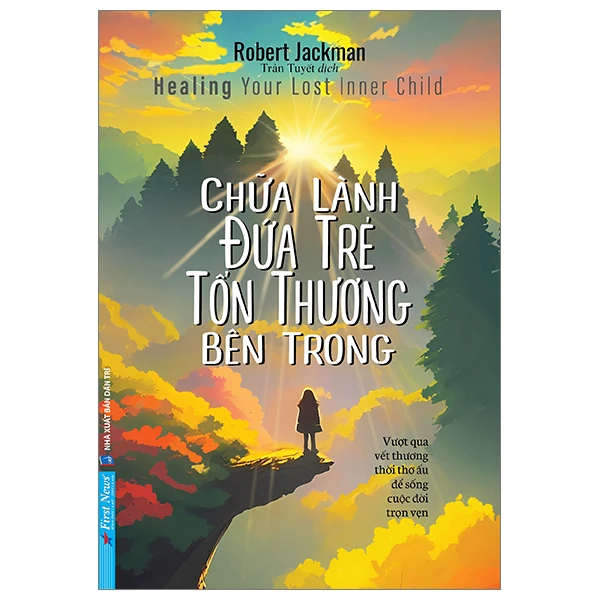 Robert Jackman
Trần Tuyết dịch
Healing Your Lost Inner Child
CHỮA LÀNH
ĐỨA TRẺ
TỔN THƯƠNG
BÊN TRONG
Vượt qua
vết thương
thời thơ ấu
để sống
cuộc đời
trọn vẹn
NHÀ XUẤT BẢN DÂN TRÍ
First News